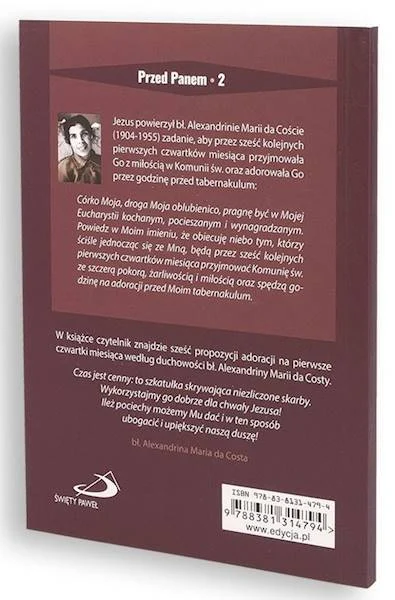 Przed Panem • 2
Jezus powierzył bł. Alexandrinie Marii da Coście
(1904-1955) zadanie, aby przez sześć kolejnych
pierwszych czwartków miesiąca przyjmowała
Go z miłością w Komunii św. oraz adorowała Go
przez godzinę przed tabernakulum:
Córko Moja, droga Moja oblubienico, pragnę być w Mojej
Eucharystii kochanym, pocieszanym i wynagradzanym.
Powiedz w Moim imieniu, że obiecuję niebo tym, którzy
ściśle jednocząc się ze Mną, będą przez sześć kolejnych
pierwszych czwartków miesiąca przyjmować Komunię św.
ze szczerą pokorą, żarliwością i miłością oraz spędzą go-
dzinę na adoracji przed Moim tabernakulum.
W książce czytelnik znajdzie sześć propozycji adoracji na pierwsze
czwartki miesiąca według duchowości bł. Alexandriny Marii da Costy.
Czas jest cenny: to szkatułka skrywająca niezliczone skarby.
Wykorzystajmy go dobrze dla chwały Jezusa!
Ileż pociechy możemy Mu dać i w ten sposób
ubogacić i upiększyć naszą duszę!
bł. Alexandrina Maria da Costa
ŚWIĘTY PAWEŁ
ISBN 978-83-8131-479-4
9 788381 314794 >
www.edycja.pl